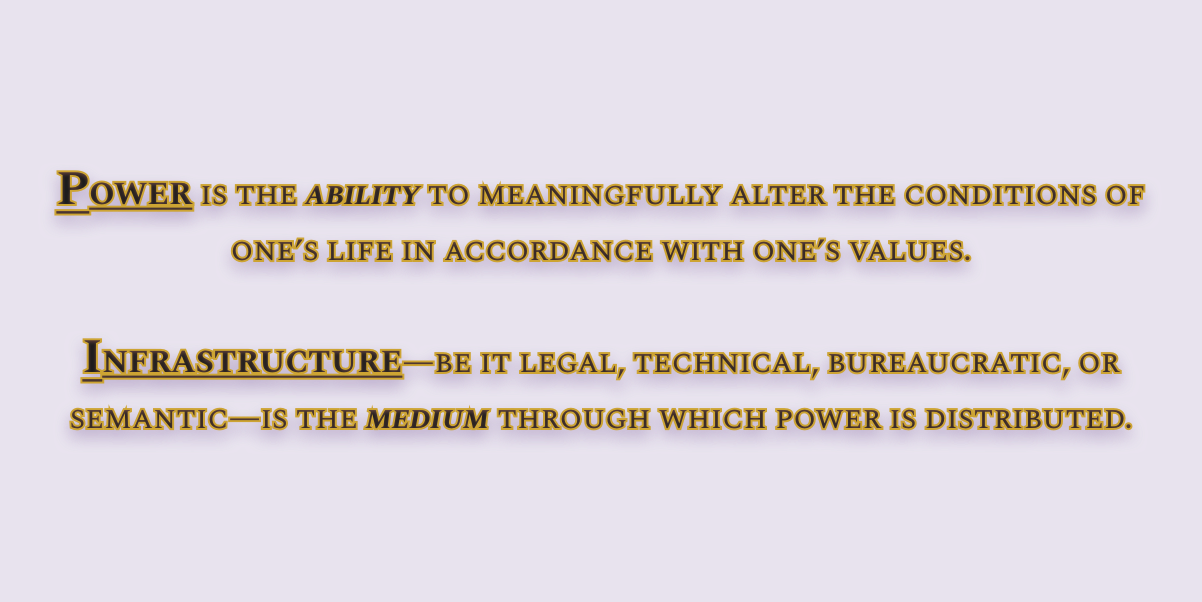 Power is the ability to meaningfully alter the conditions of
one’s life in accordance with one’s values.
Infrastructure—be it legal, technical, bureaucratic, or
semantic—is the medium through which power is distributed.